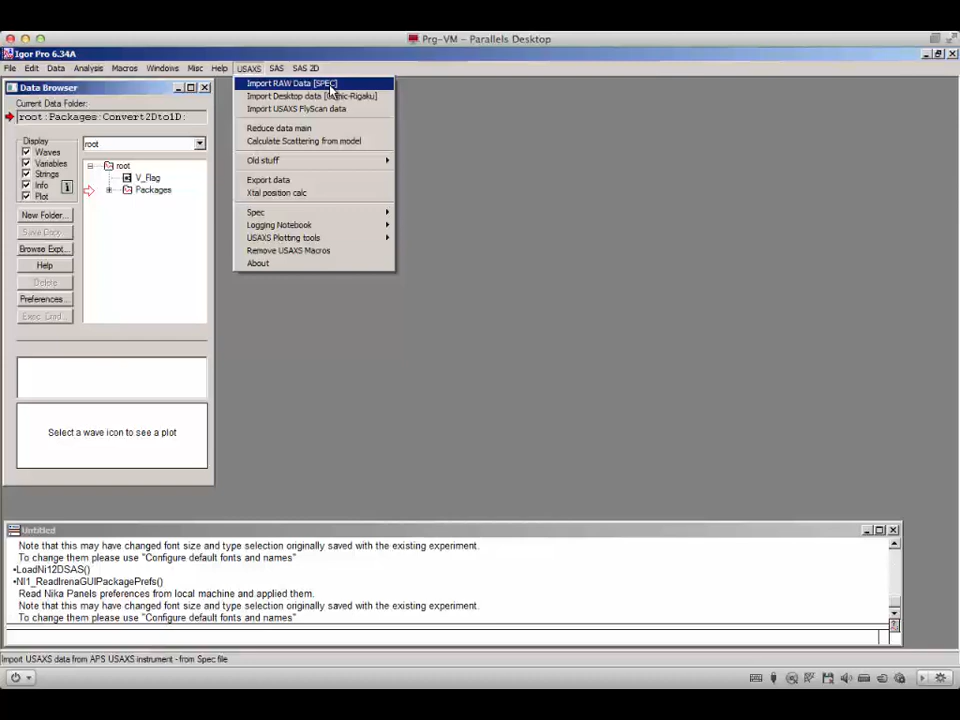 Prg-VM - Parallels Desktop
Igor Pro 6.34A
File Edit Data Analysis Macros Windows Misc Help USAXS SAS SAS 2D
Data Browser
Current Data Folder:
root:Packages:Convert2Dto1D:
Display
Waves
Variables
Strings
Info
Plot
New Folder...
Save Copy
Browse Expt...
Help
Delete
Preferences...
Exec Cmd...
root
root
V_Flag
Packages
Select a wave icon to see a plot
Import RAW Data [SPEC]
Import Desktop data
Import USAXS FlyScan data
Reduce data main
Calculate Scattering from model
Old stuff
Export data
Xtal position calc
Spec
Logging Notebook
USAXS Plotting tools
Remove USAXS Macros
About
Untitled
Note that this may have changed font size and type selection originally saved with the existing experiment.
To change them please use "Configure default fonts and names"
•LoadNi12DSAS()
•NI1_ReadIrenaGUIPackagePrefs()
Read Nika Panels preferences from local machine and applied them.
Note that this may have changed font size and type selection originally saved with the existing experiment.
To change them please use "Configure default fonts and names"
Import USAXS data from APS USAXS instrument - from Spec file